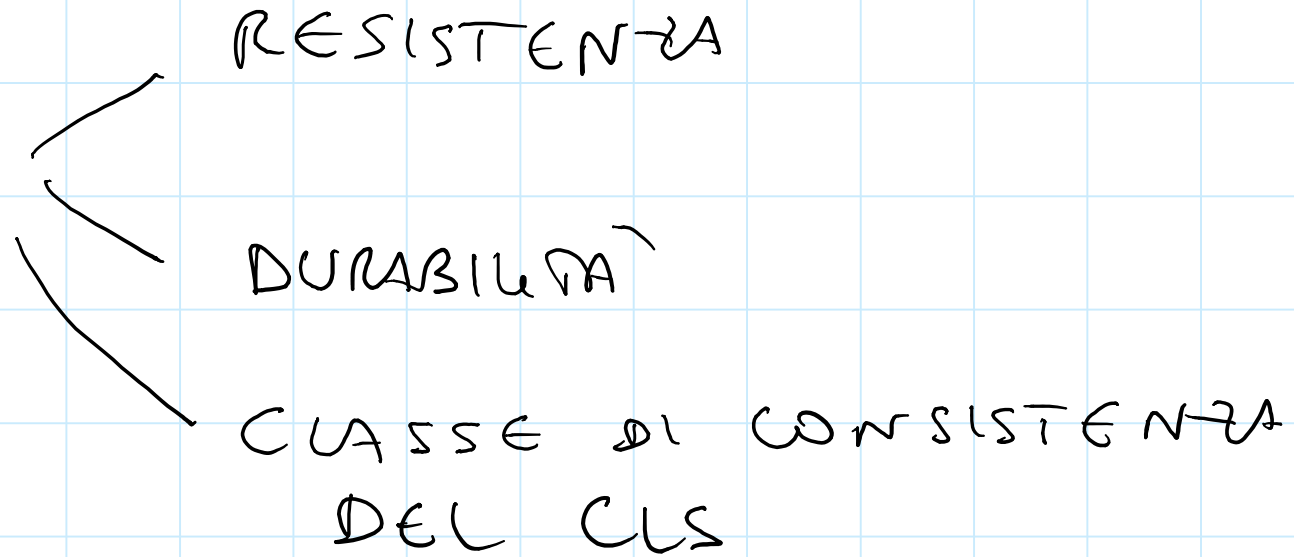 RESISTENZA
DURABILITÀ
CLASSE DI CONSISTENZA
DEL CLS